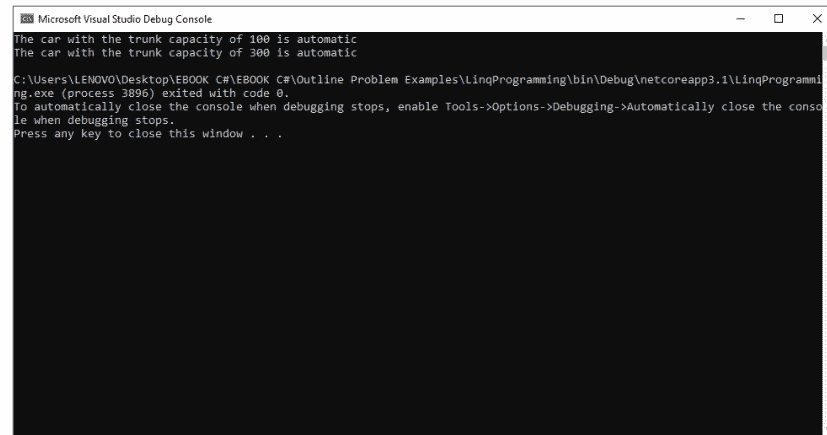 Microsoft Visual Studio Debug Console
The car with the trunk capacity of 100 is automatic
The car with the trunk capacity of 300 is automatic
C:\Users\LENOVO\Desktop\EBOOK C#\EBOOK C#\Outline Problem Examples\LinqProgramming\bin\Debug\netcoreapp3.1\LinqProgrammi
ng.exe (process 3896) exited with code 0.
To automatically close the console when debugging stops, enable Tools->Options->Debugging->Automatically close the conso
le when debugging stops.
Press any key to close this window . . .